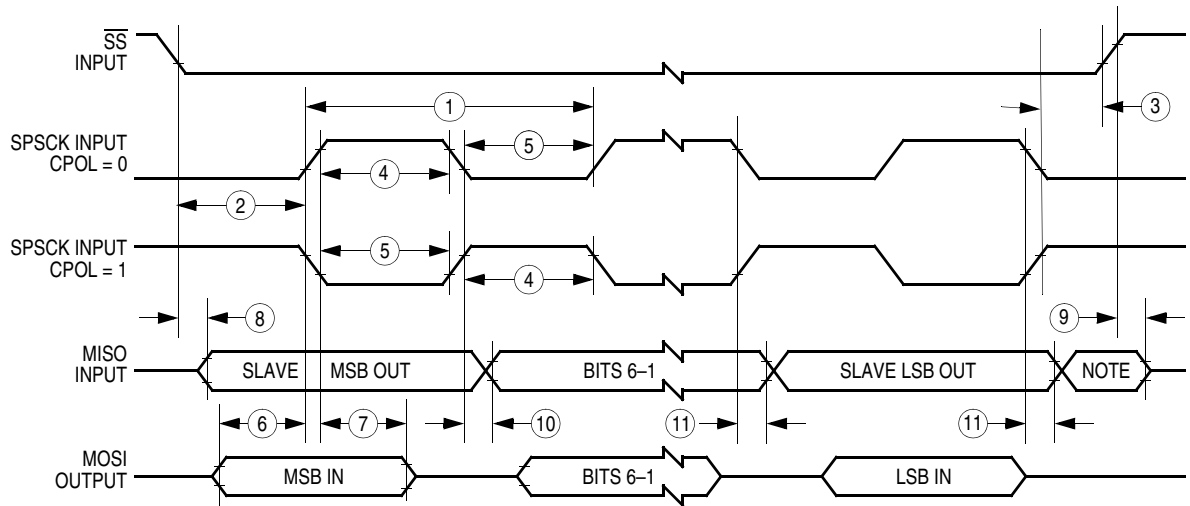 SS
INPUT
1
3
SPSCK INPUT
CPOL = 0
5
4
2
SPSCK INPUT
CPOL = 1
5
4
8
9
MISO
INPUT
SLAVE MSB OUT
BITS 6–1
SLAVE LSB OUT
NOTE
6
7
10
11
11
MOSI
OUTPUT
MSB IN
BITS 6–1
LSB IN